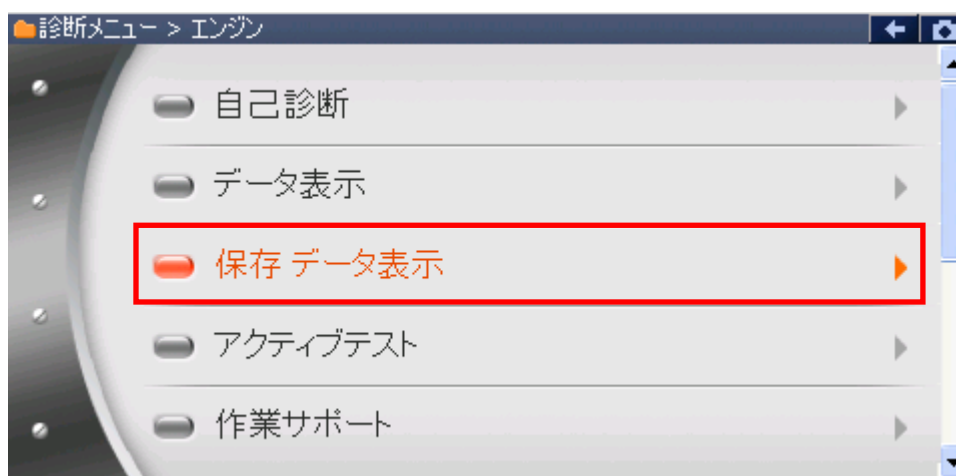 診断メニュー > エンジン
自己診断
データ表示
保存 データ表示
アクティブテスト
作業サポート